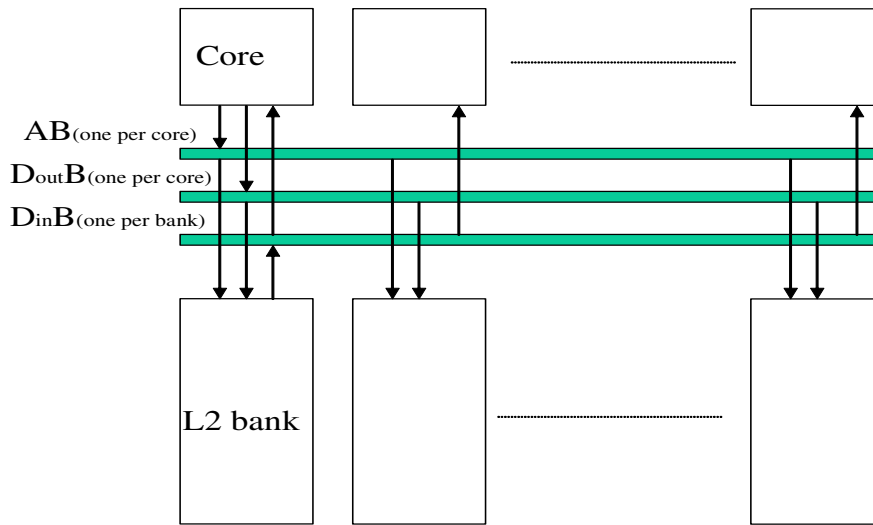 Core
AB(one per core)
DoutB(one per core)
DinB(one per bank)
L2 bank